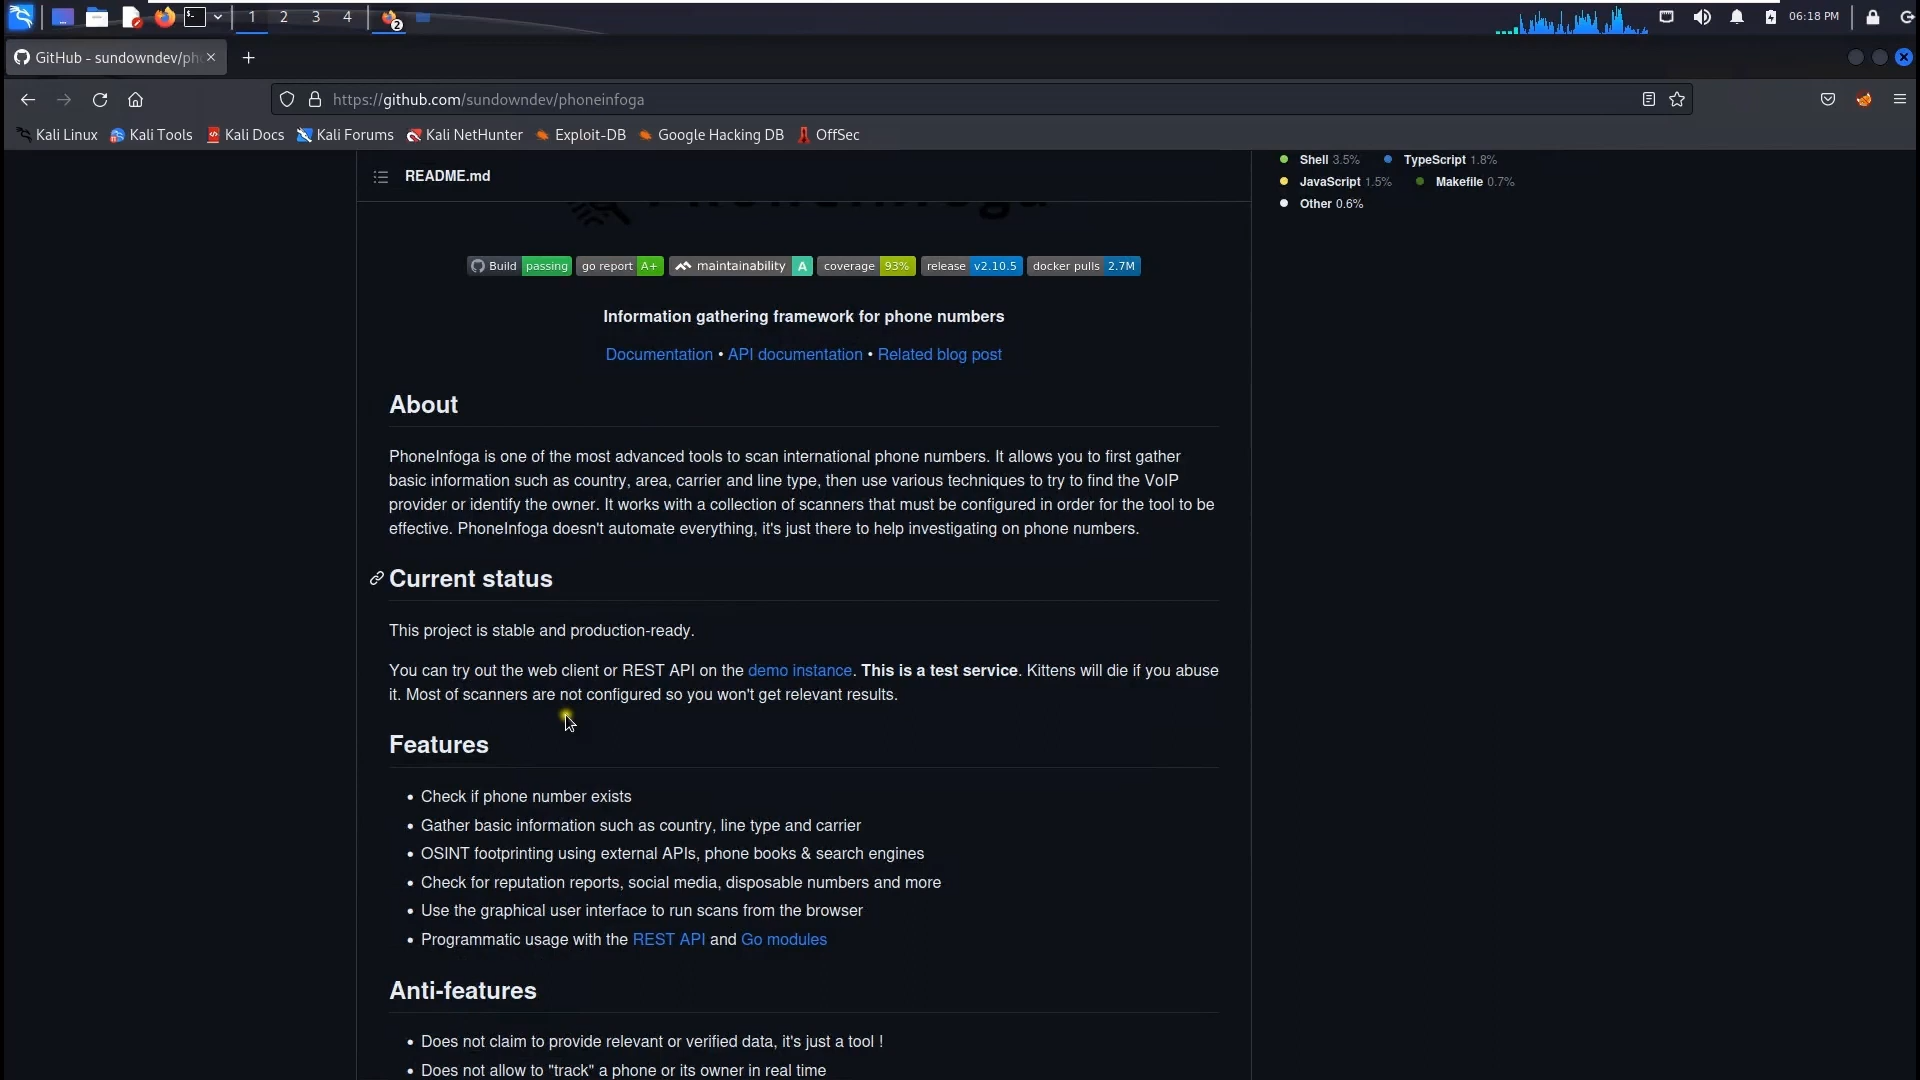 1 2 3 4 2 06:18 PM
GitHub - sundowndev/pho
https://github.com/sundowndev/phoneinfoga
Kali Linux Kali Tools Kali Docs Kali Forums Kali NetHunter Exploit-DB Google Hacking DB OffSec
Shell 3.5% TypeScript 1.8%
JavaScript 1.5% Makefile 0.7%
Other 0.6%
README.md
Build passing go report A+ maintainability A coverage 93% release v2.10.5 docker pulls 2.7M
Information gathering framework for phone numbers
Documentation • API documentation • Related blog post
About
PhoneInfoga is one of the most advanced tools to scan international phone numbers. It allows you to first gather
basic information such as country, area, carrier and line type, then use various techniques to try to find the VoIP
provider or identify the owner. It works with a collection of scanners that must be configured in order for the tool to be
effective. PhoneInfoga doesn't automate everything, it's just there to help investigating on phone numbers.
Current status
This project is stable and production-ready.
You can try out the web client or REST API on the demo instance. This is a test service. Kittens will die if you abuse
it. Most of scanners are not configured so you won't get relevant results.
Features
• Check if phone number exists
• Gather basic information such as country, line type and carrier
• OSINT footprinting using external APIs, phone books & search engines
• Check for reputation reports, social media, disposable numbers and more
• Use the graphical user interface to run scans from the browser
• Programmatic usage with the REST API and Go modules
Anti-features
• Does not claim to provide relevant or verified data, it's just a tool !
• Does not allow to "track" a phone or its owner in real time